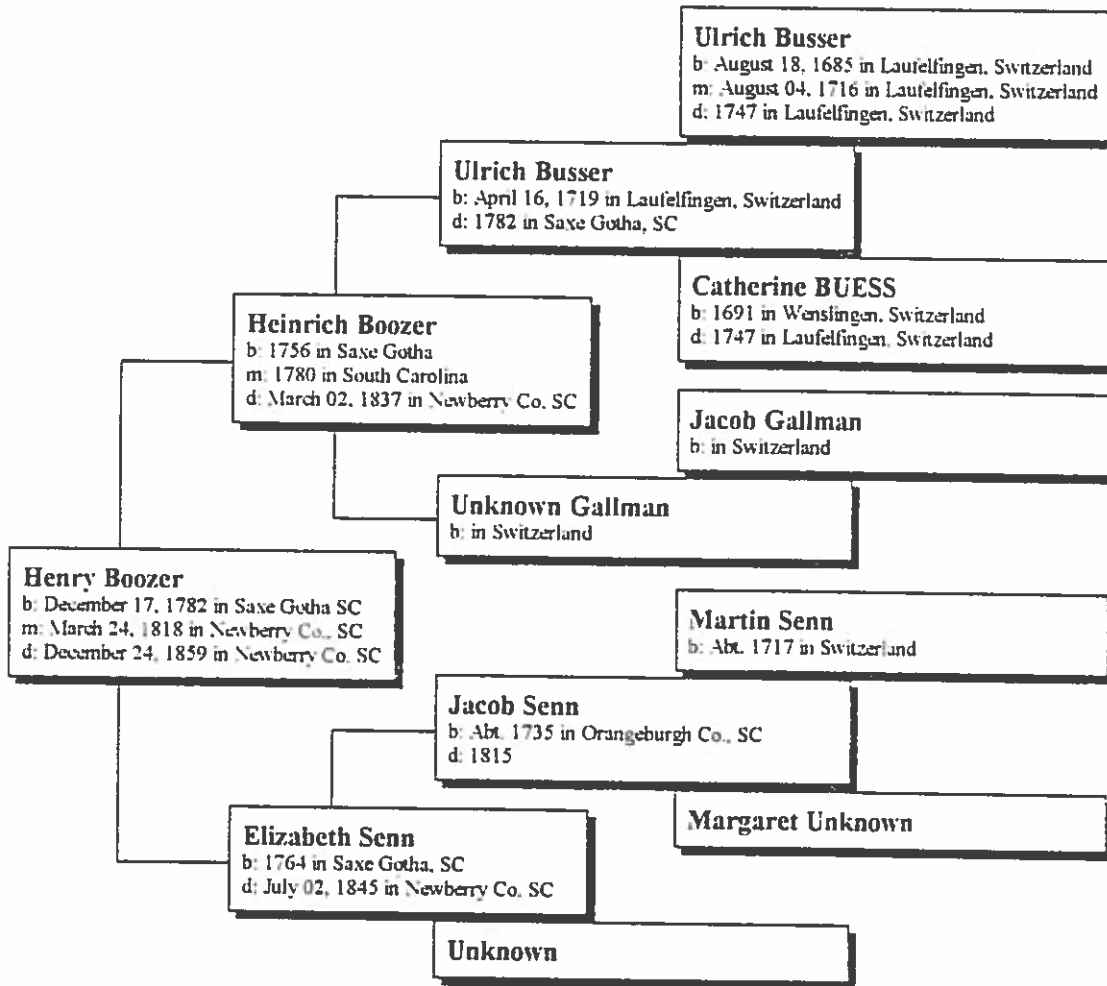 Ulrich Busser
b: August 18, 1685 in Laufelfingen, Switzerland
m: August 04, 1716 in Laufelfingen, Switzerland
d: 1747 in Laufelfingen, Switzerland
Ulrich Busser
b: April 16, 1719 in Laufelfingen, Switzerland
d: 1782 in Saxe Gotha, SC
Catherine BUESS
b: 1691 in Wenslingen, Switzerland
d: 1747 in Laufelfingen, Switzerland
Heinrich Boozer
b: 1756 in Saxe Gotha
m: 1780 in South Carolina
d: March 02, 1837 in Newberry Co, SC
Jacob Gallman
b: in Switzerland
Unknown Gallman
b: in Switzerland
Henry Boozer
b: December 17, 1782 in Saxe Gotha SC
m: March 24, 1818 in Newberry Co., SC
d: December 24, 1859 in Newberry Co. SC
Martin Senn
b: Abt. 1717 in Switzerland
Jacob Senn
b: Abt. 1735 in Orangeburgh Co., SC
d: 1815
Margaret Unknown
Elizabeth Senn
b: 1764 in Saxe Gotha, SC
d: July 02, 1845 in Newberry Co, SC
Unknown